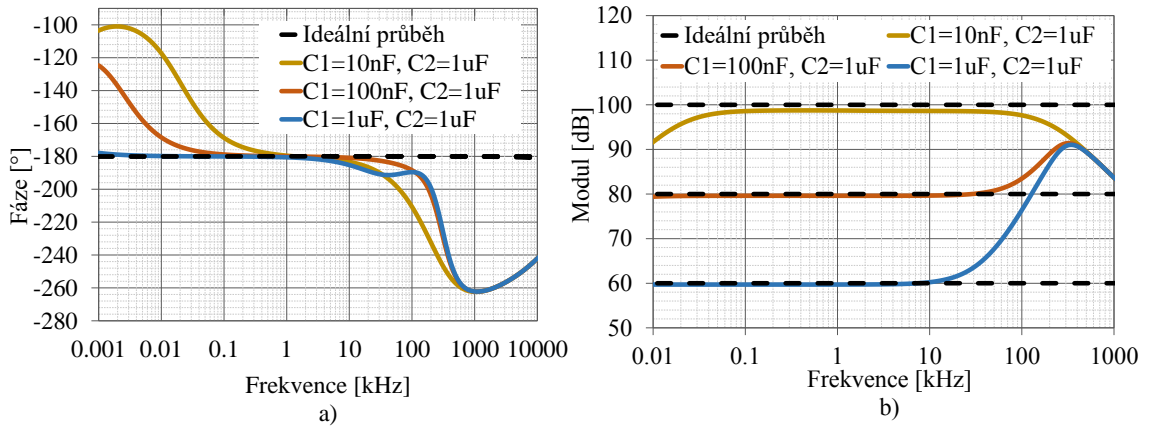 -100
-120
-140
-160
-180
-200
-220
-240
-260
-280
Fáze [°]
Ideální průběh
C1=10nF, C2=1uF
C1=100nF, C2=1uF
C1=1uF, C2=1uF
0.001 0.01 0.1 1 10 100 1000 10000
Frekvence [kHz]
a)
120
110
100
90
80
70
60
50
Modul [dB]
Ideální průběh C1=10nF, C2=1uF
C1=100nF, C2=1uF C1=1uF, C2=1uF
0.01 0.1 1 10 100 1000
Frekvence [kHz]
b)